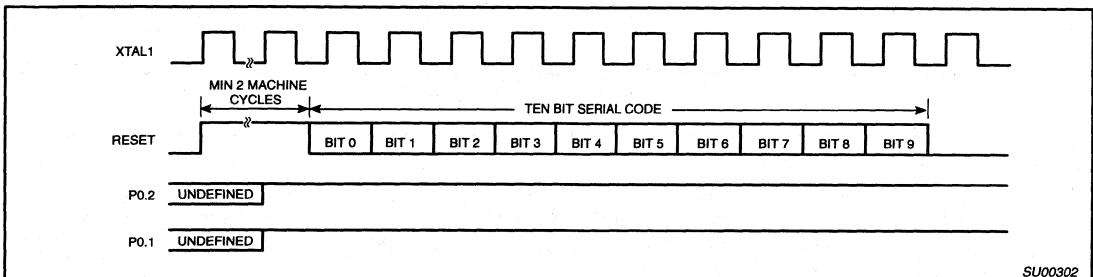 XTAL1
MIN 2 MACHINE
CYCLES
TEN BIT SERIAL CODE
RESET
BIT 0 BIT 1 BIT 2 BIT 3 BIT 4 BIT 5 BIT 6 BIT 7 BIT 8 BIT 9
P0.2 UNDEFINED
P0.1 UNDEFINED
SU00302